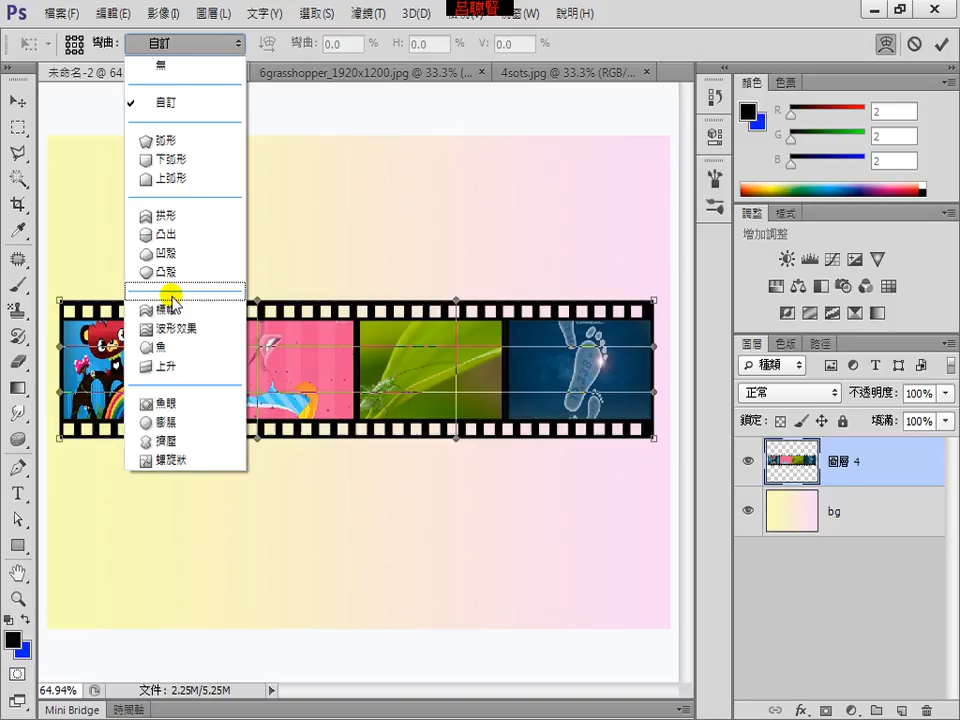 Ps 檔案(F) 編輯(E) 影像(I) 圖層(L) 文字(Y) 選取(S) 濾鏡(T) 3D(D) 呂聰賢 視窗(W) 說明(H)
彎曲: 自訂 彎曲: 0.0 % H: 0.0 % V: 0.0 %
未命名-2 @ 64. 6grasshopper_1920x1200.jpg @ 33.3% (... × 4sots.jpg @ 33.3% (RGB/... ×
無
自訂
弧形
下弧形
上弧形
拱形
凸出
凹殼
凸殼
標幟
波形效果
魚
上升
魚眼
膨脹
擠壓
螺旋狀
顏色 色票
R 2
G 2
B 2
調整 樣式
增加調整
圖層 色版 路徑
種類
正常 不透明度: 100%
鎖定: 填滿: 100%
圖層 4
bg
64.94% 文件: 2.25M/5.25M
Mini Bridge 時間軸